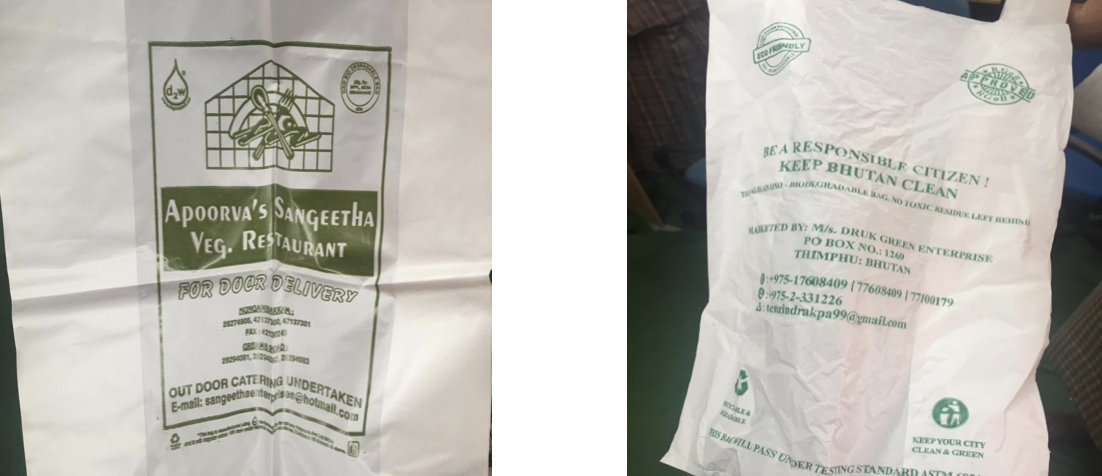 d2w
Apoorva's Sangeetha
Veg. Restaurant
FOR DOOR DELIVERY
FAX :
OUT DOOR CATERING UNDERTAKEN
E-mail: sangeethaenterprises@hotmail.com
ECO FRIENDLY
APPROVED
BE A RESPONSIBLE CITIZEN !
KEEP BHUTAN CLEAN
OXO - BIODEGRADABLE BAG. NO TOXIC RESIDUE LEFT BEHIND
MARKETED BY: M/s. DRUK GREEN ENTERPRISE
PO BOX NO.: 1269
THIMPHU: BHUTAN
:+975-17608409 | 77608409 | 77100179
:+975-2-331226
: tenzindrakpa99@gmail.com
KEEP YOUR CITY
CLEAN & GREEN
THIS BAG WILL PASS UNDER TESTING STANDARD ASTM